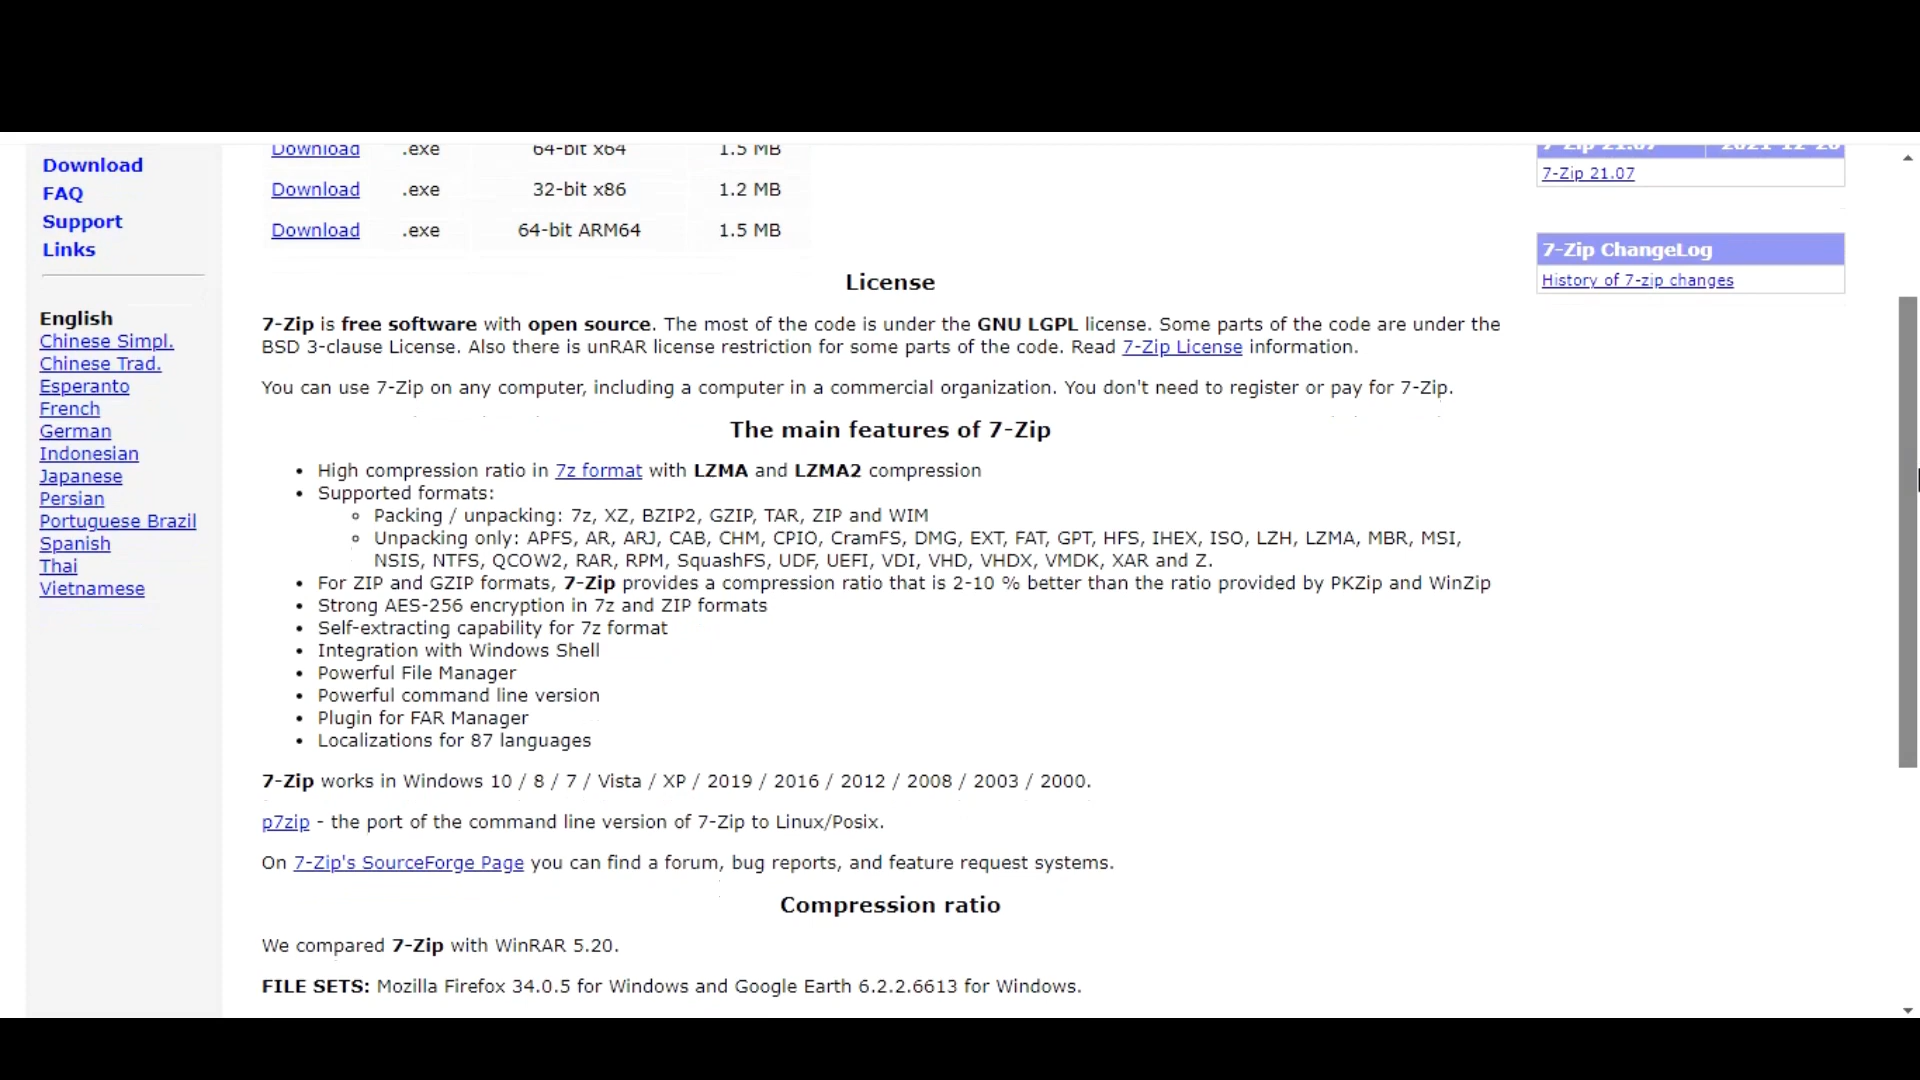 Download
FAQ
Support
Links
English
Chinese Simpl.
Chinese Trad.
Esperanto
French
German
Indonesian
Japanese
Persian
Portuguese Brazil
Spanish
Thai
Vietnamese
Download .exe 64-bit x64 1.5 MB
Download .exe 32-bit x86 1.2 MB
Download .exe 64-bit ARM64 1.5 MB
License
7-Zip is free software with open source. The most of the code is under the GNU LGPL license. Some parts of the code are under the
BSD 3-clause License. Also there is unRAR license restriction for some parts of the code. Read 7-Zip License information.
You can use 7-Zip on any computer, including a computer in a commercial organization. You don't need to register or pay for 7-Zip.
The main features of 7-Zip
• High compression ratio in 7z format with LZMA and LZMA2 compression
• Supported formats:
◦ Packing / unpacking: 7z, XZ, BZIP2, GZIP, TAR, ZIP and WIM
◦ Unpacking only: APFS, AR, ARJ, CAB, CHM, CPIO, CramFS, DMG, EXT, FAT, GPT, HFS, IHEX, ISO, LZH, LZMA, MBR, MSI,
NSIS, NTFS, QCOW2, RAR, RPM, SquashFS, UDF, UEFI, VDI, VHD, VHDX, VMDK, XAR and Z.
• For ZIP and GZIP formats, 7-Zip provides a compression ratio that is 2-10 % better than the ratio provided by PKZip and WinZip
• Strong AES-256 encryption in 7z and ZIP formats
• Self-extracting capability for 7z format
• Integration with Windows Shell
• Powerful File Manager
• Powerful command line version
• Plugin for FAR Manager
• Localizations for 87 languages
7-Zip works in Windows 10 / 8 / 7 / Vista / XP / 2019 / 2016 / 2012 / 2008 / 2003 / 2000.
p7zip - the port of the command line version of 7-Zip to Linux/Posix.
On 7-Zip's SourceForge Page you can find a forum, bug reports, and feature request systems.
Compression ratio
We compared 7-Zip with WinRAR 5.20.
FILE SETS: Mozilla Firefox 34.0.5 for Windows and Google Earth 6.2.2.6613 for Windows.
7-Zip 21.07 2021-12-26
7-Zip 21.07
7-Zip ChangeLog
History of 7-zip changes